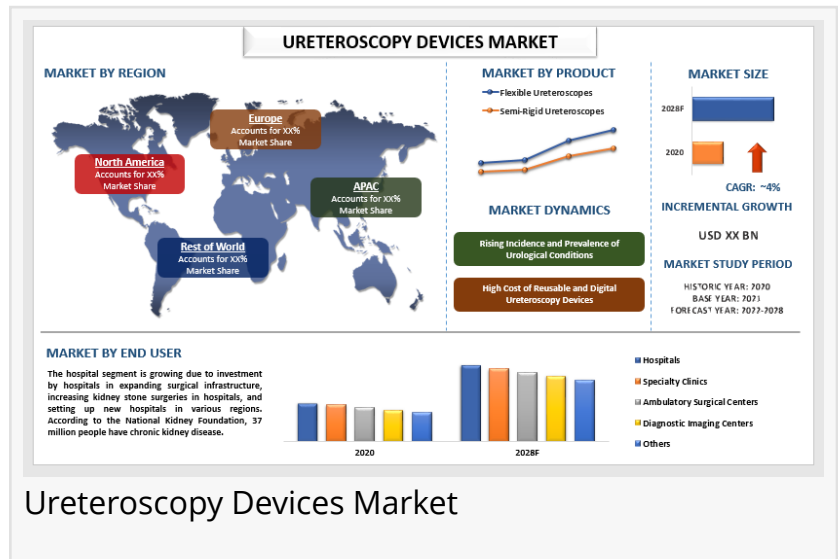 URETEROSCOPY DEVICES MARKET
MARKET BY REGION
Europe
Accounts for XX%
Market Share
North America
Accounts for XX%
Market Share
APAC
Accounts for XX%
Market Share
Rest of World
Accounts for XX%
Market Share
MARKET BY PRODUCT
Flexible Ureteroscopes
Semi-Rigid Ureteroscopes
MARKET DYNAMICS
Rising Incidence and Prevalence of
Urological Conditions
High Cost of Reusable and Digital
Ureteroscopy Devices
MARKET SIZE
2028F
2020
CAGR: ~4%
INCREMENTAL GROWTH
USD XX BN
MARKET STUDY PERIOD
HISTORIC YEAR: 2020
BASE YEAR: 2021
FORECAST YEAR: 2022-2028
MARKET BY END USER
The hospital segment is growing due to investment
by hospitals in expanding surgical infrastructure,
increasing kidney stone surgeries in hospitals, and
setting up new hospitals in various regions.
According to the National Kidney Foundation, 37
million people have chronic kidney disease.
2020
2028F
Hospitals
Specialty Clinics
Ambulatory Surgical Centers
Diagnostic Imaging Centers
Others
Ureteroscopy Devices Market